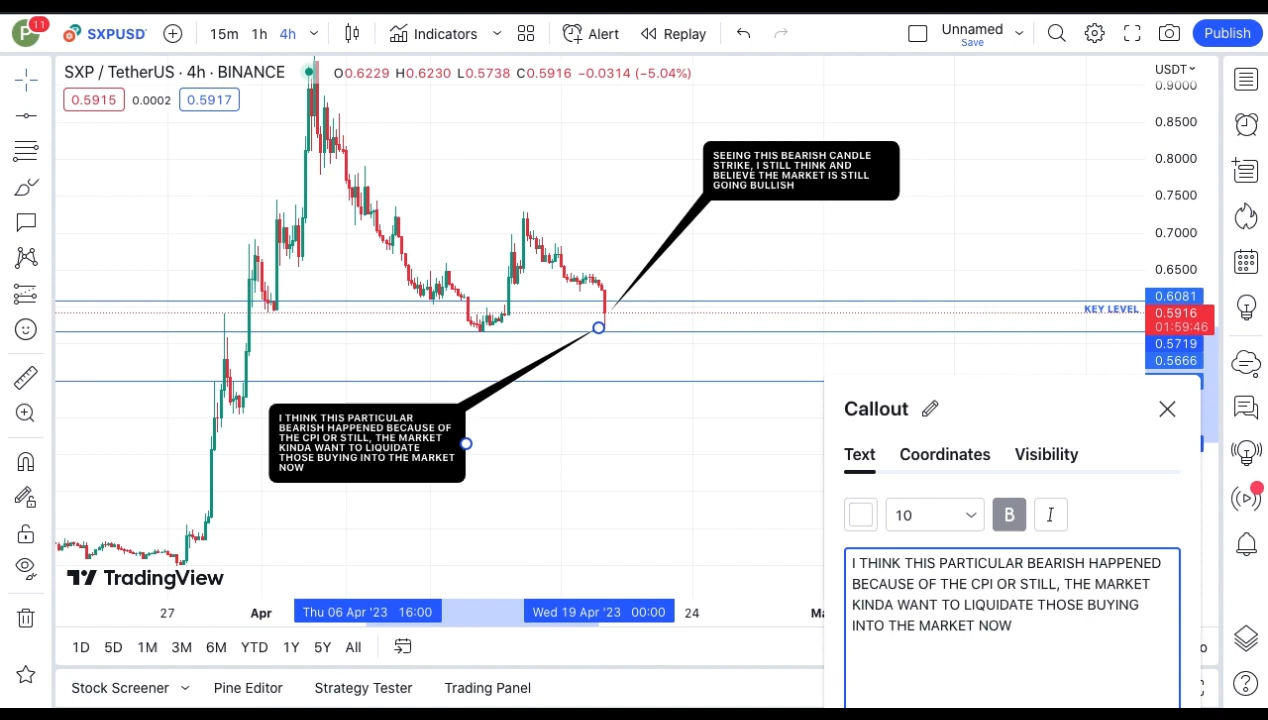 P 11 SXPUSDT 15m 1h 4h Indicators Alert Replay Unnamed Save Publish
SXP / TetherUS · 4h · BINANCE O0.6229 H0.6230 L0.5738 C0.5916 −0.0314 (−5.04%)
0.5915 0.0002 0.5917
USDT
0.9000
0.8500
0.8000
0.7500
0.7000
0.6500
0.6081
0.5916
01:59:46
0.5719
0.5666
KEY LEVEL
SEEING THIS BEARISH CANDLE
STRIKE, I STILL THINK AND
BELIEVE THE MARKET IS STILL
GOING BULLISH
I THINK THIS PARTICULAR
BEARISH HAPPENED BECAUSE OF
THE CPI OR STILL, THE MARKET
KINDA WANT TO LIQUIDATE
THOSE BUYING INTO THE MARKET
NOW
Callout
Text Coordinates Visibility
10 B I
I THINK THIS PARTICULAR BEARISH HAPPENED
BECAUSE OF THE CPI OR STILL, THE MARKET
KINDA WANT TO LIQUIDATE THOSE BUYING
INTO THE MARKET NOW
TradingView
27 Apr Thu 06 Apr '23 16:00 Wed 19 Apr '23 00:00 24
1D 5D 1M 3M 6M YTD 1Y 5Y All
Stock Screener Pine Editor Strategy Tester Trading Panel